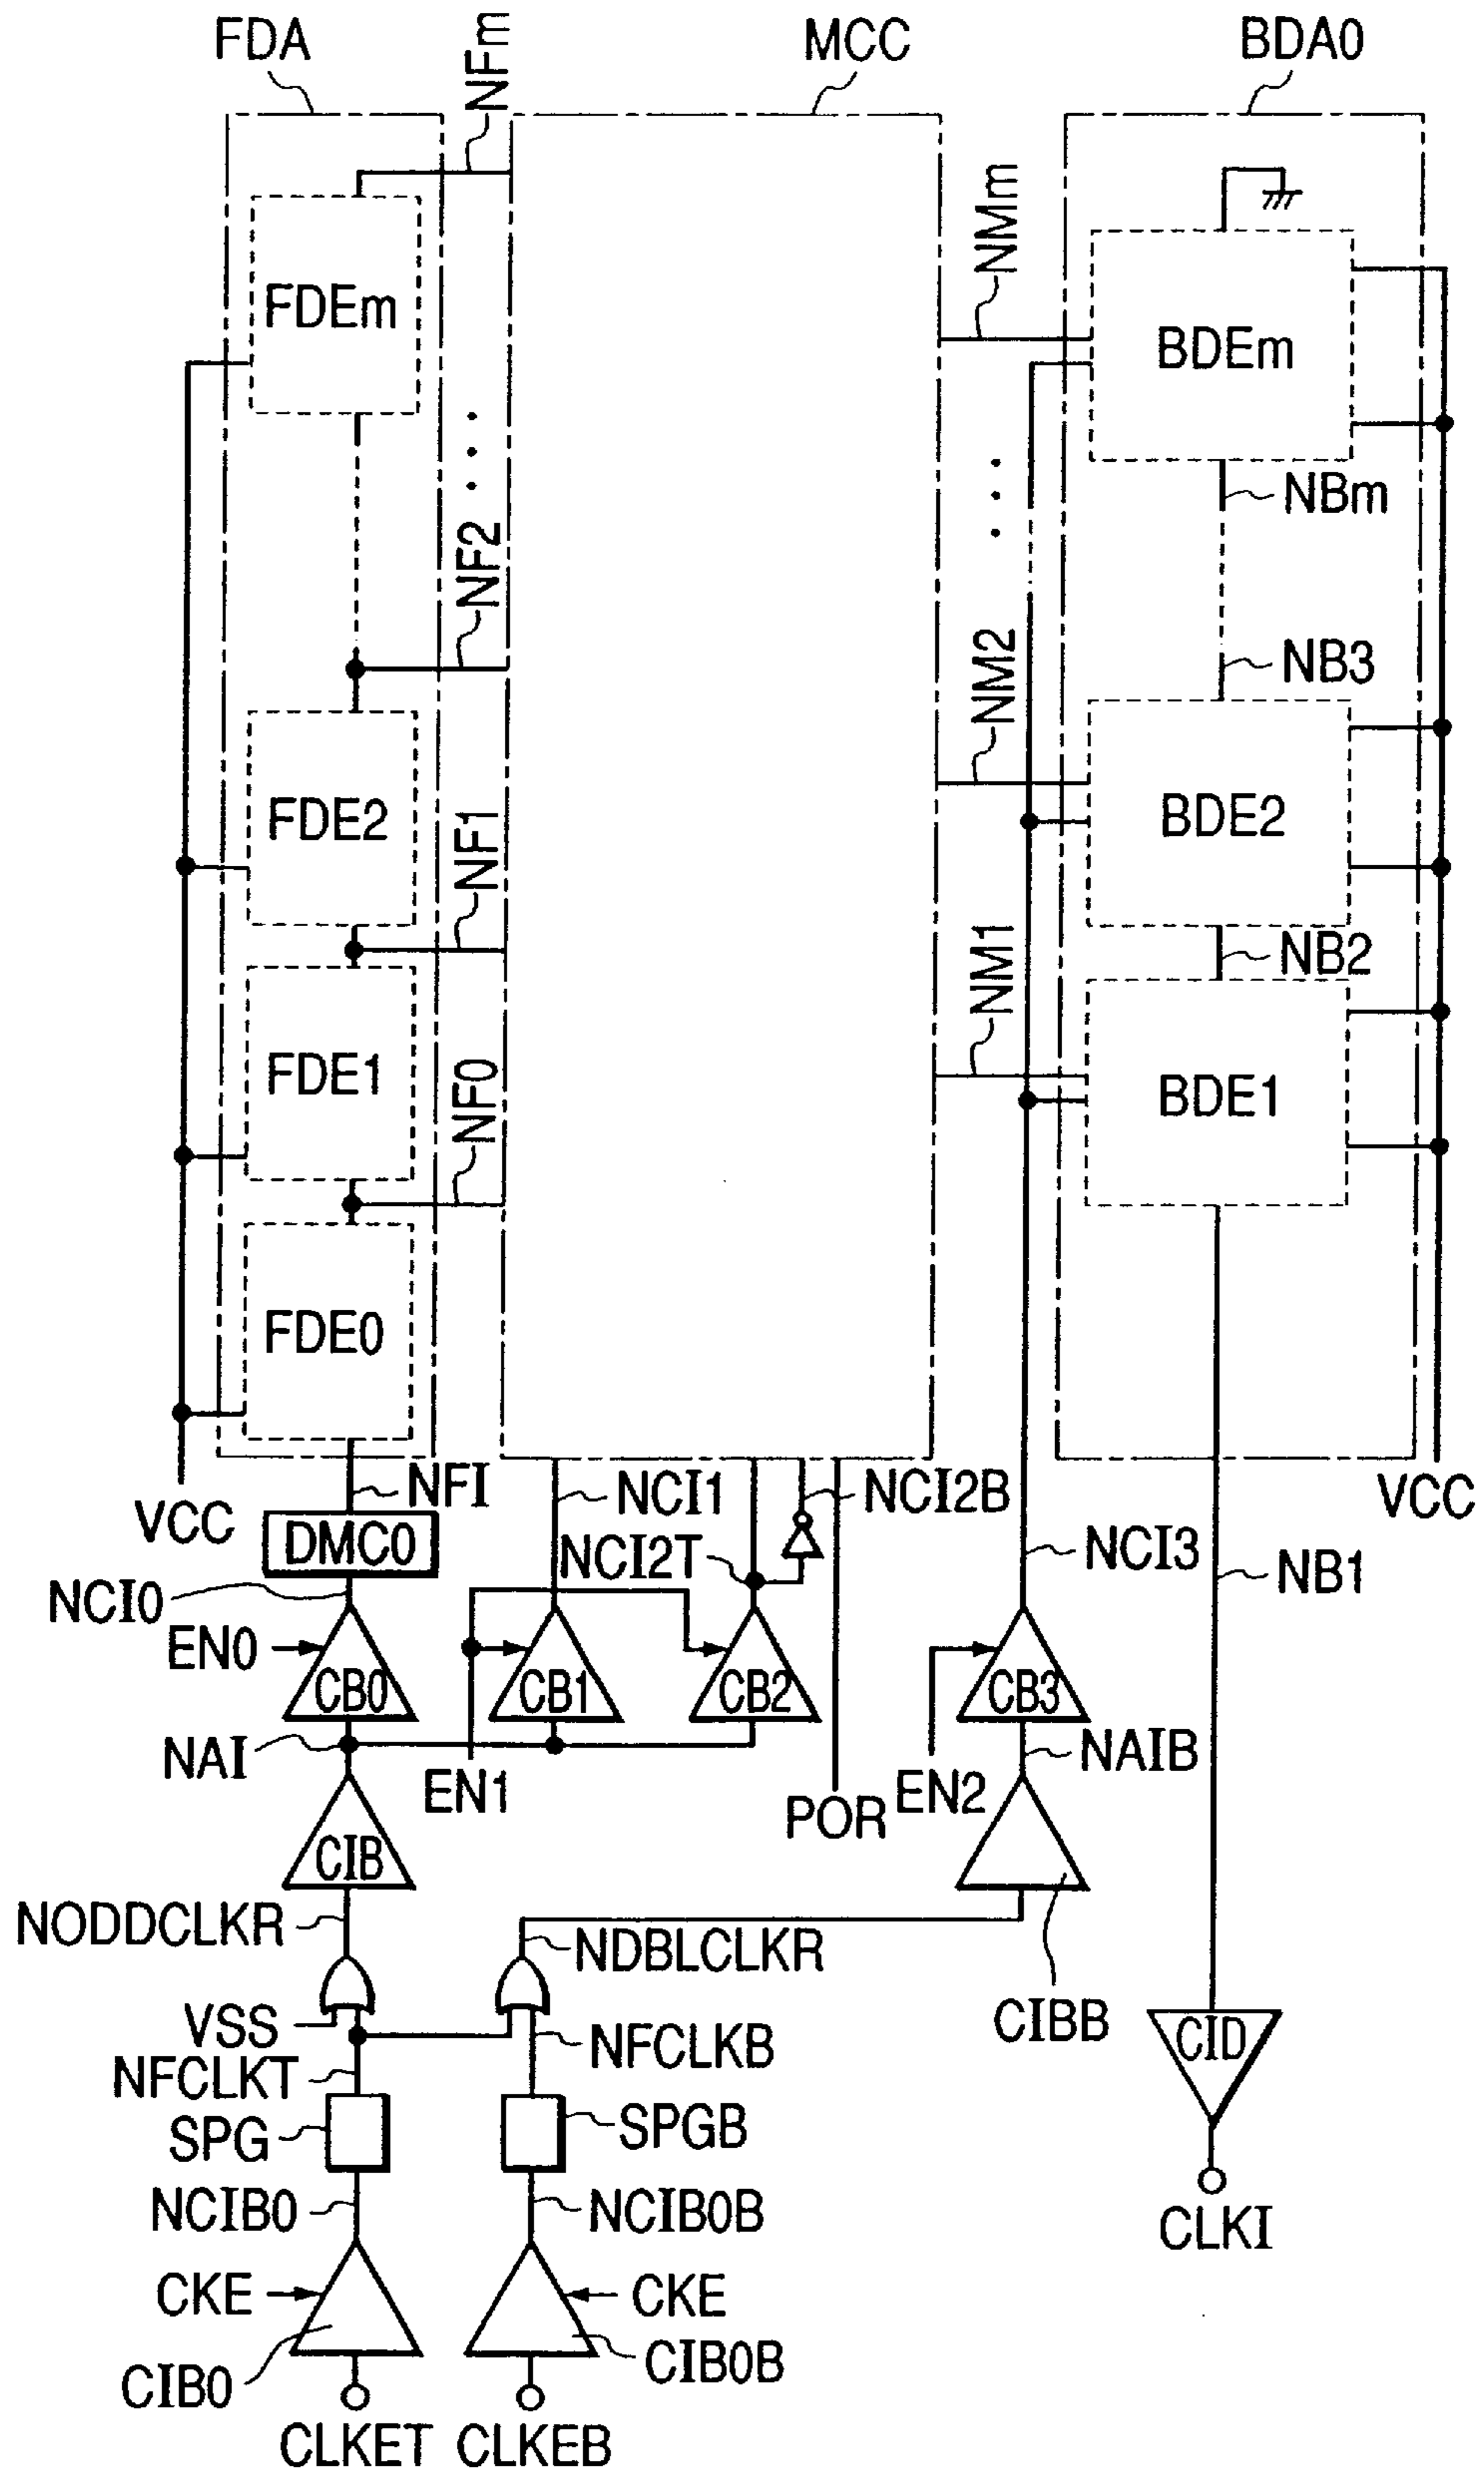 FDA
NFm
MCC
BDA0
NMm
FDEm
BDEm
NBm
NF2
NM2
NB3
FDE2
NF1
BDE2
NM1
NB2
FDE1
NF0
BDE1
FDE0
NFI
NCI1
NCI2B
VCC
VCC
DMC0
NCI2T
NCI3
NB1
NCI0
EN0
CB0
CB1
CB2
CB3
NAI
EN1
POR
EN2
NAIB
CIB
NODDCLKR
NDBLCLKR
VSS
CIBB
CID
NFCLKT
NFCLKB
SPG
SPGB
NCIB0
NCIB0B
CLKI
CKE
CKE
CIB0
CIB0B
CLKET
CLKEB